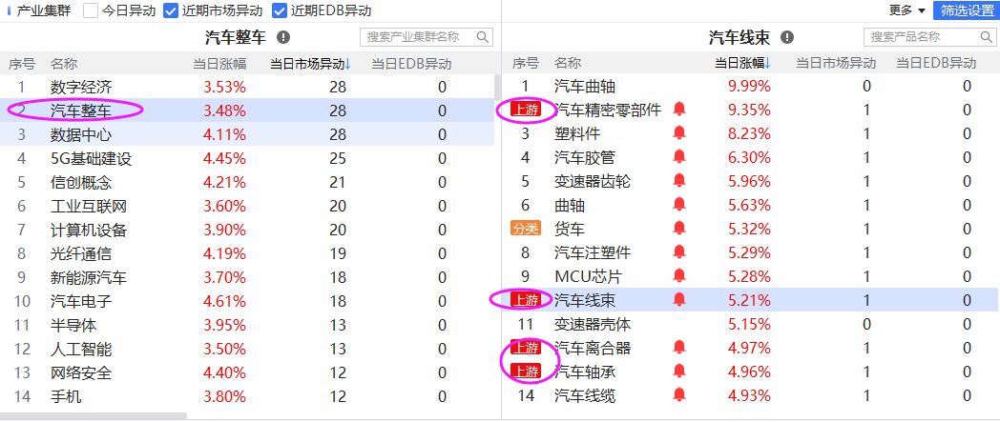 产业集群 今日异动 近期市场异动 近期EDB异动
汽车整车
搜索产业集群名称
序号 名称 当日涨幅 当日市场异动↓ 当日EDB异动
1 数字经济 3.53% 28 0
2 汽车整车 3.48% 28 0
3 数据中心 4.11% 28 0
4 5G基础建设 4.45% 25 0
5 信创概念 4.21% 21 0
6 工业互联网 3.60% 20 0
7 计算机设备 3.90% 20 0
8 光纤通信 4.19% 19 0
9 新能源汽车 3.70% 18 0
10 汽车电子 4.61% 18 0
11 半导体 3.95% 13 0
12 人工智能 3.50% 13 0
13 网络安全 4.40% 12 0
14 手机 3.80% 12 0
更多 筛选设置
汽车线束
搜索产品名称
序号 名称 当日涨幅↓ 当日市场异动 当日EDB异动
1 汽车曲轴 9.99% 0 0
上游 汽车精密零部件 9.35% 1 0
3 塑料件 8.23% 1 0
4 汽车胶管 6.30% 1 0
5 变速器齿轮 5.96% 1 0
6 曲轴 5.63% 1 0
分类 货车 5.32% 1 0
8 汽车注塑件 5.29% 1 0
9 MCU芯片 5.28% 1 0
上游 汽车线束 5.21% 1 0
11 变速器壳体 5.15% 0 0
上游 汽车离合器 4.97% 1 0
上游 汽车轴承 4.96% 1 0
14 汽车线缆 4.93% 1 0